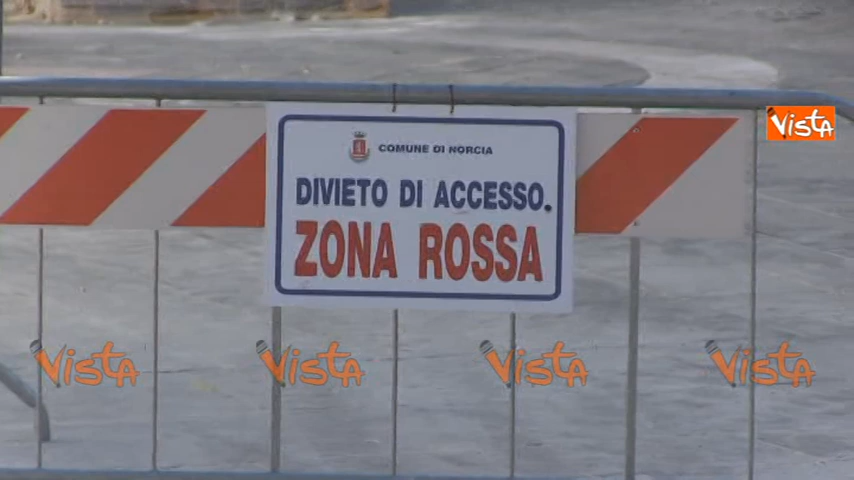 COMUNE DI NORCIA
DIVIETO DI ACCESSO.
ZONA ROSSA
VISTA
VISTA VISTA VISTA VISTA